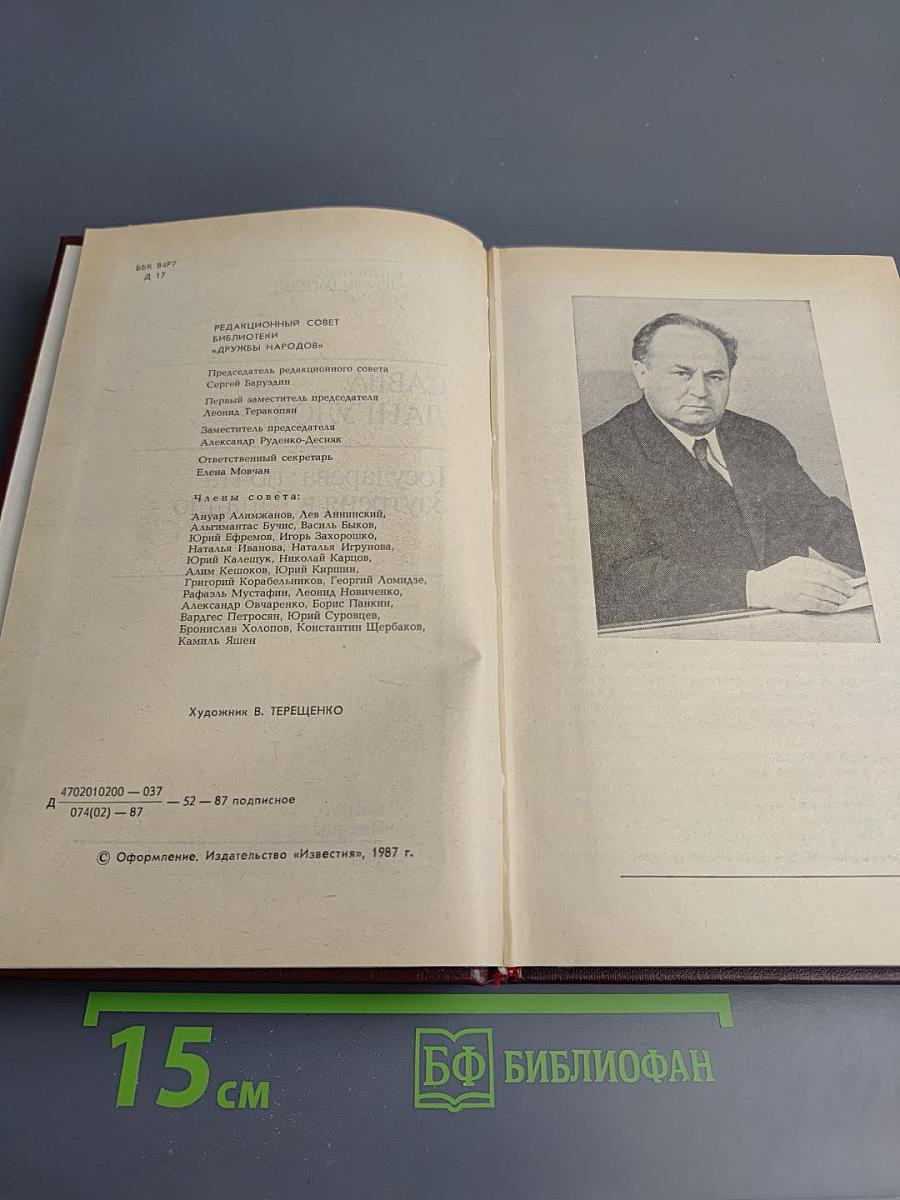 ББК 84Р7
Д 17
РЕДАКЦИОННЫЙ СОВЕТ
БИБЛИОТЕКИ
«ДРУЖБЫ НАРОДОВ»
Председатель редакционного совета
Сергей Баруздин
Первый заместитель председателя
Леонид Теракопян
Заместитель председателя
Александр Руденко-Десняк
Ответственный секретарь
Елена Мовчан
Члены совета:
Ануар Алимжанов, Лев Аннинский,
Альгимантас Бучис, Василь Быков,
Юрий Ефремов, Игорь Захорошко,
Наталья Иванова, Наталья Игрунова,
Юрий Калещук, Николай Карцов,
Алим Кешоков, Юрий Киршин,
Григорий Корабельников, Георгий Ломидзе,
Рафаэль Мустафин, Леонид Новиченко,
Александр Овчаренко, Борис Панкин,
Вардгес Петросян, Юрий Суровцев,
Бронислав Холопов, Константин Щербаков,
Камиль Яшен
Художник В. ТЕРЕЩЕНКО
Д 4702010200 — 037
074(02) — 87 — 52 — 87 подписное
© Оформление. Издательство «Известия», 1987 г.
15 см
БФ БИБЛИОФАН